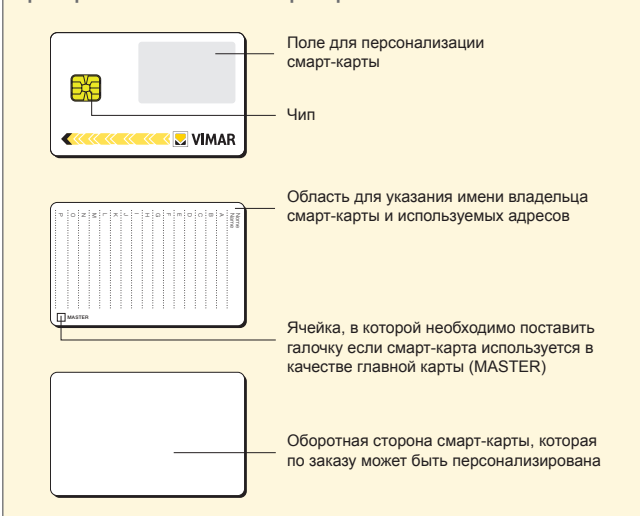 Поле для персонализации
смарт-карты
Чип
VIMAR
Область для указания имени владельца
смарт-карты и используемых адресов
Name
Name
A
B
C
D
E
F
G
H
I
J
K
L
M
N
O
P
MASTER
Ячейка, в которой необходимо поставить
галочку если смарт-карта используется в
качестве главной карты (MASTER)
Оборотная сторона смарт-карты, которая
по заказу может быть персонализирована